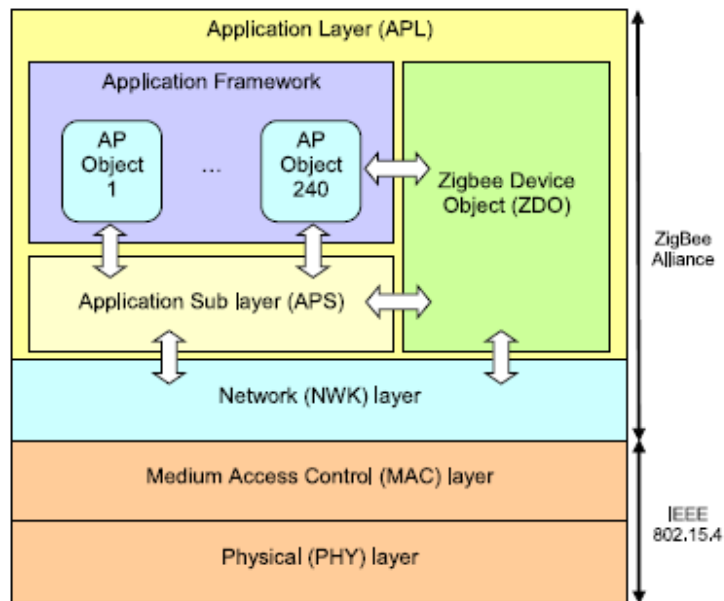 Application Layer (APL)
Application Framework
AP
Object
1
...
AP
Object
240
Zigbee Device
Object (ZDO)
Application Sub layer (APS)
Network (NWK) layer
Medium Access Control (MAC) layer
Physical (PHY) layer
ZigBee
Alliance
IEEE
802.15.4